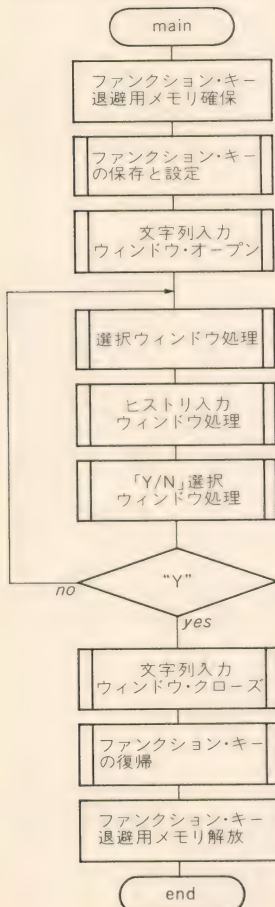 main
ファンクション・キー
退避用メモリ確保
ファンクション・キー
の保存と設定
文字列入力
ウィンドウ・オープン
選択ウィンドウ処理
ヒストリ入力
ウィンドウ処理
「Y/N」選択
ウィンドウ処理
"Y"
no
yes
文字列入力
ウィンドウ・クローズ
ファンクション・キー
の復帰
ファンクション・キー
退避用メモリ解放
end